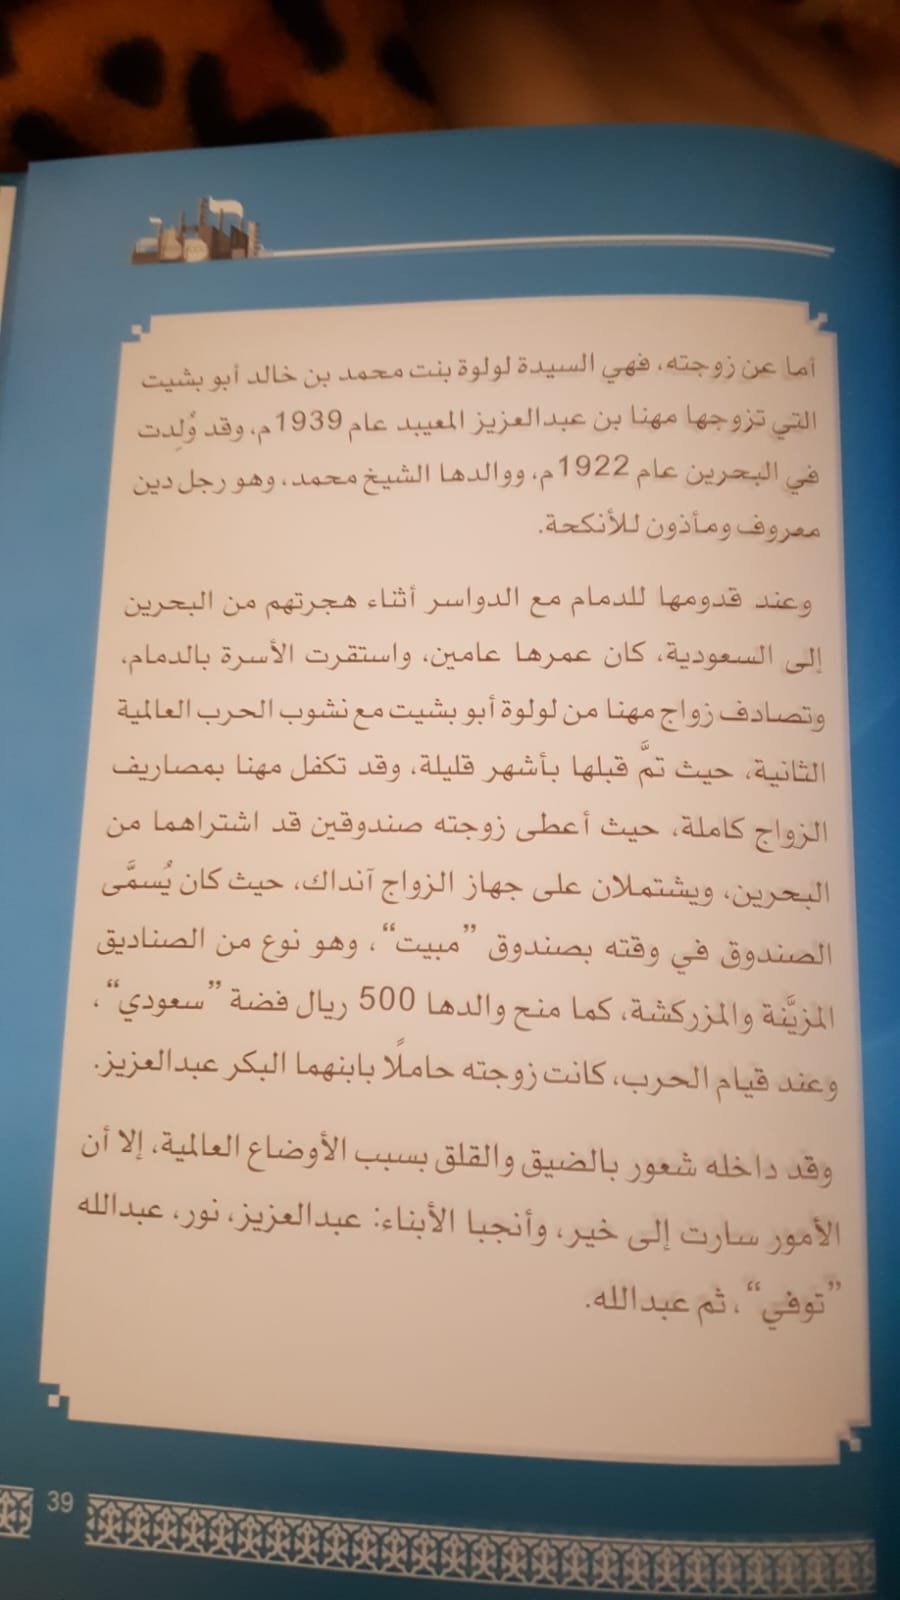 أما عن زوجته، فهي السيدة لولوة بنت محمد بن خالد أبو بشيت
التي تزوجها مهنا بن عبدالعزيز المعيبد عام 1939م، وقد وُلِدت
في البحرين عام 1922م، ووالدها الشيخ محمد، وهو رجل دين
معروف ومأذون للأنكحة.
وعند قدومها للدمام مع الدواسر أثناء هجرتهم من البحرين
إلى السعودية، كان عمرها عامين، واستقرت الأسرة بالدمام،
وتصادف زواج مهنا من لولوة أبو بشيت مع نشوب الحرب العالمية
الثانية، حيث تمَّ قبلها بأشهر قليلة، وقد تكفل مهنا بمصاريف
الزواج كاملة، حيث أعطى زوجته صندوقين قد اشتراهما من
البحرين، ويشتملان على جهاز الزواج آنداك، حيث كان يُسمَّى
الصندوق في وقته بصندوق ”مبيت“، وهو نوع من الصناديق
المزيَّنة والمزركشة، كما منح والدها 500 ريال فضة ”سعودي“،
وعند قيام الحرب، كانت زوجته حاملًا بابنهما البكر عبدالعزيز.
وقد داخله شعور بالضيق والقلق بسبب الأوضاع العالمية، إلا أن
الأمور سارت إلى خير، وأنجبا الأبناء: عبدالعزيز، نور، عبدالله
”توفي“، ثم عبدالله.
39